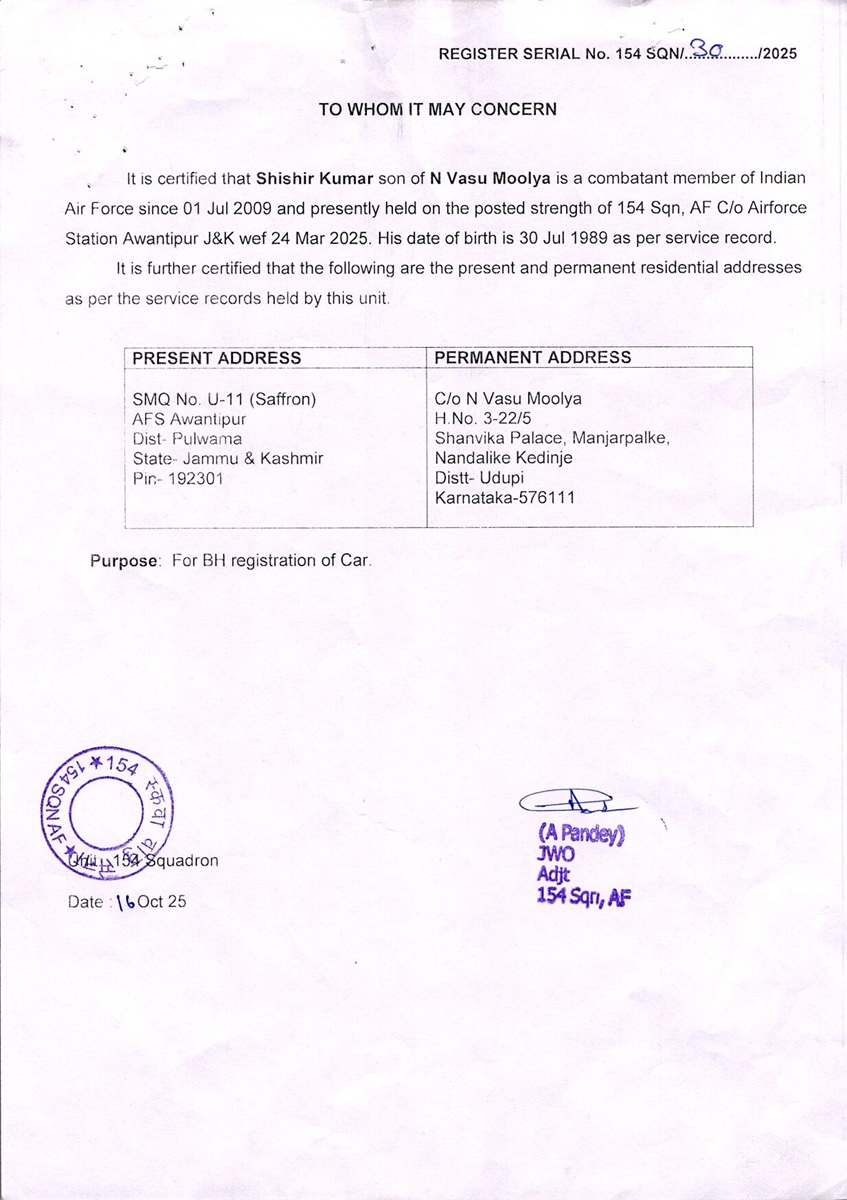 REGISTER SERIAL No. 154 SQN/..30........../2025
TO WHOM IT MAY CONCERN
It is certified that Shishir Kumar son of N Vasu Moolya is a combatant member of Indian
Air Force since 01 Jul 2009 and presently held on the posted strength of 154 Sqn, AF C/o Airforce
Station Awantipur J&K wef 24 Mar 2025. His date of birth is 30 Jul 1989 as per service record.
It is further certified that the following are the present and permanent residential addresses
as per the service records held by this unit.
PRESENT ADDRESS
SMQ No. U-11 (Saffron)
AFS Awantipur
Dist- Pulwama
State- Jammu & Kashmir
Pin- 192301
PERMANENT ADDRESS
C/o N Vasu Moolya
H.No. 3-22/5
Shanvika Palace, Manjarpalke,
Nandalike Kedinje
Distt- Udupi
Karnataka-576111
Purpose: For BH registration of Car.
154 SQN AF ★ 154
(A Pandey)
JWO
Adjt
154 Sqn, AF
Unit: 154 Squadron
Date : 16 Oct 25